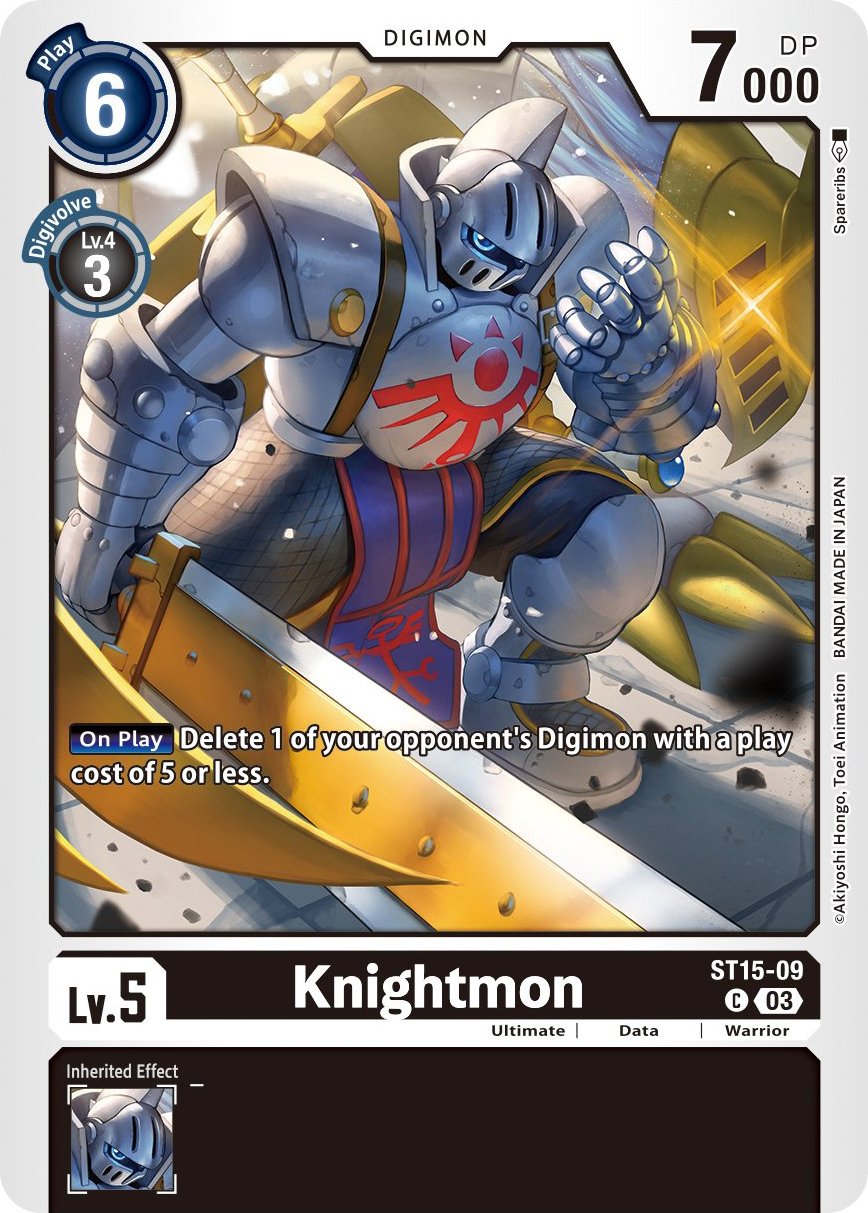 DIGIMON
Play
6
7000
DP
Digivolve
Lv.4
3
Spareribs
©Akiyoshi Hongo, Toei Animation BANDAI MADE IN JAPAN
On Play Delete 1 of your opponent's Digimon with a play
cost of 5 or less.
Lv.5
Knightmon
ST15-09
C 03
Ultimate | Data | Warrior
Inherited Effect
–